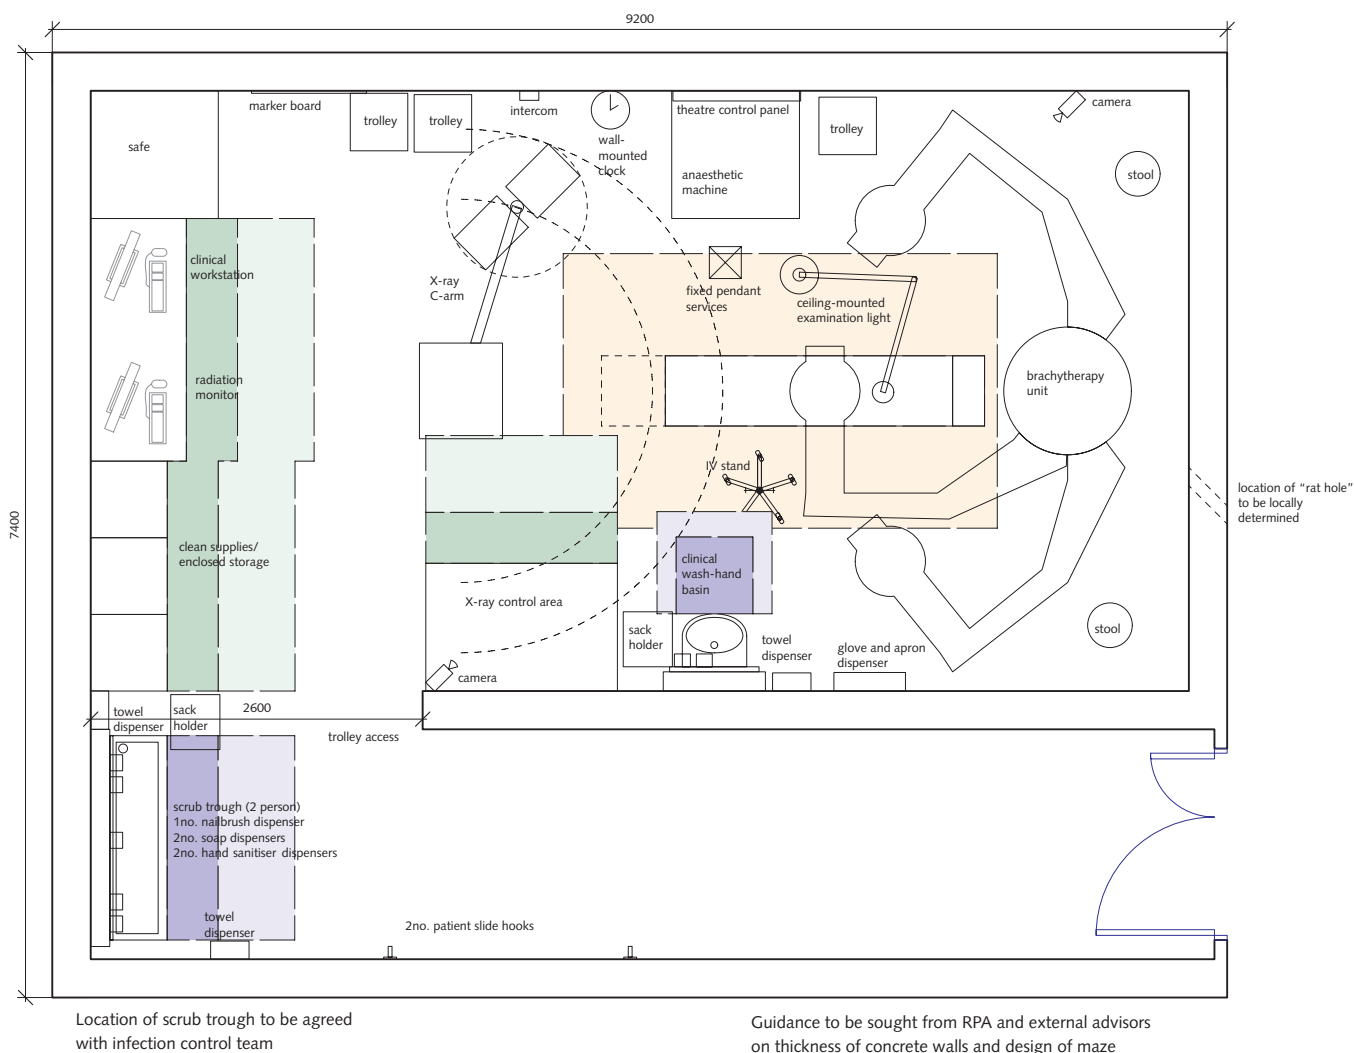 9200
7400
safe
marker board
trolley
trolley
intercom
wall-
mounted
clock
theatre control panel
anaesthetic
machine
trolley
camera
stool
clinical
workstation
X-ray
C-arm
fixed pendant
services
ceiling-mounted
examination light
radiation
monitor
brachytherapy
unit
IV stand
location of “rat hole”
to be locally
determined
clean supplies/
enclosed storage
clinical
wash-hand
basin
X-ray control area
sack
holder
towel
dispenser
glove and apron
dispenser
stool
camera
towel
dispenser
sack
holder
2600
trolley access
scrub trough (2 person)
1no. nailbrush dispenser
2no. soap dispensers
2no. hand sanitiser dispensers
towel
dispenser
2no. patient slide hooks
Location of scrub trough to be agreed
with infection control team
Guidance to be sought from RPA and external advisors
on thickness of concrete walls and design of maze